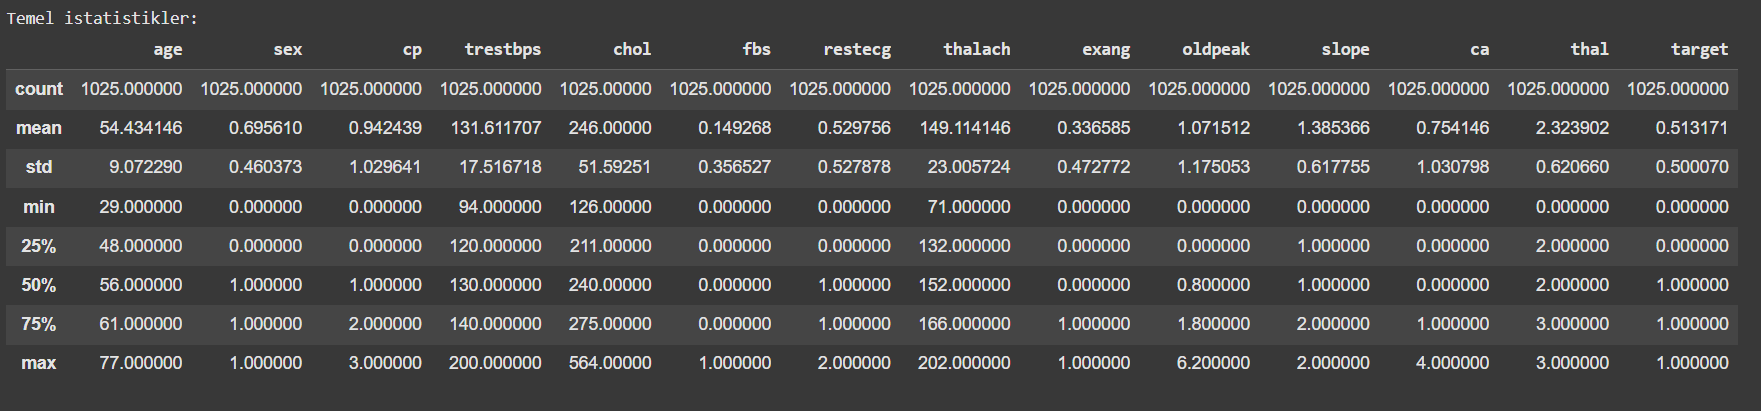 Temel istatistikler:
age sex cp trestbps chol fbs restecg thalach exang oldpeak slope ca thal target
count 1025.000000 1025.000000 1025.000000 1025.000000 1025.00000 1025.000000 1025.000000 1025.000000 1025.000000 1025.000000 1025.000000 1025.000000 1025.000000 1025.000000
mean 54.434146 0.695610 0.942439 131.611707 246.00000 0.149268 0.529756 149.114146 0.336585 1.071512 1.385366 0.754146 2.323902 0.513171
std 9.072290 0.460373 1.029641 17.516718 51.59251 0.356527 0.527878 23.005724 0.472772 1.175053 0.617755 1.030798 0.620660 0.500070
min 29.000000 0.000000 0.000000 94.000000 126.00000 0.000000 0.000000 71.000000 0.000000 0.000000 0.000000 0.000000 0.000000 0.000000
25% 48.000000 0.000000 0.000000 120.000000 211.00000 0.000000 0.000000 132.000000 0.000000 0.000000 1.000000 0.000000 2.000000 0.000000
50% 56.000000 1.000000 1.000000 130.000000 240.00000 0.000000 1.000000 152.000000 0.000000 0.800000 1.000000 0.000000 2.000000 1.000000
75% 61.000000 1.000000 2.000000 140.000000 275.00000 0.000000 1.000000 166.000000 1.000000 1.800000 2.000000 1.000000 3.000000 1.000000
max 77.000000 1.000000 3.000000 200.000000 564.00000 1.000000 2.000000 202.000000 1.000000 6.200000 2.000000 4.000000 3.000000 1.000000